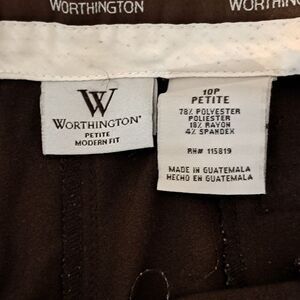 WORTHINGTON
WORTHIN
W
WORTHINGTON®
PETITE
MODERN FIT
10P
PETITE
78% POLYESTER
POLIESTER
18% RAYON
4% SPANDEX
RN# 115819
MADE IN GUATEMALA
HECHO EN GUATEMALA